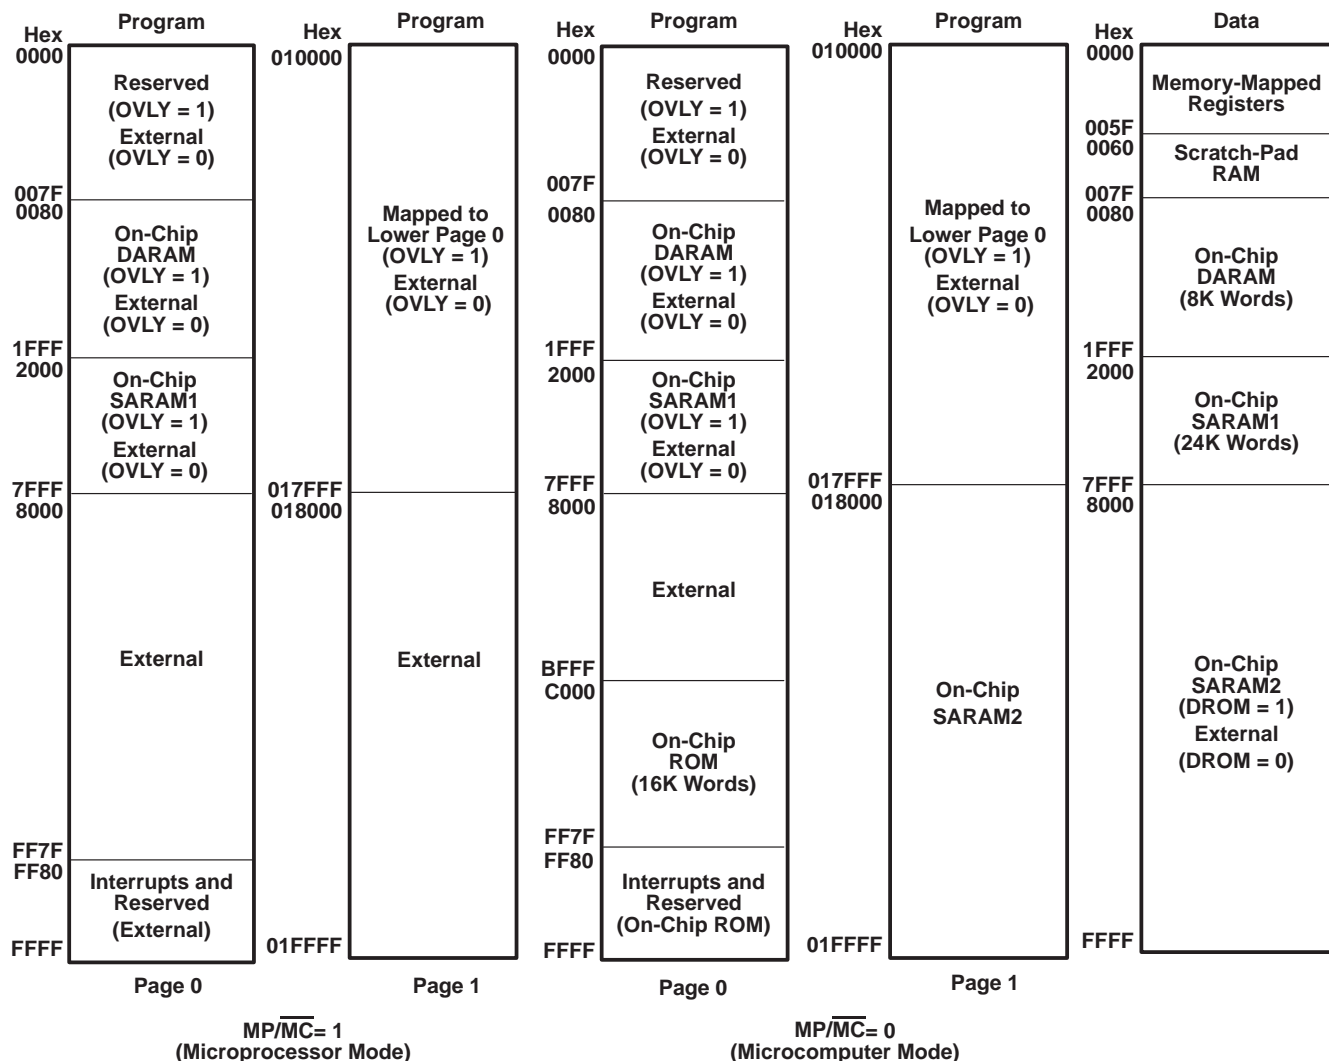 Hex
Program
0000
Reserved
(OVLY = 1)
External
(OVLY = 0)
007F
0080
On-Chip
DARAM
(OVLY = 1)
External
(OVLY = 0)
1FFF
2000
On-Chip
SARAM1
(OVLY = 1)
External
(OVLY = 0)
7FFF
8000
External
FF7F
FF80
Interrupts and
Reserved
(External)
FFFF
Page 0
Hex
Program
010000
Mapped to
Lower Page 0
(OVLY = 1)
External
(OVLY = 0)
017FFF
018000
External
01FFFF
Page 1
MP/M̅C̅= 1
(Microprocessor Mode)
Hex
Program
0000
Reserved
(OVLY = 1)
External
(OVLY = 0)
007F
0080
On-Chip
DARAM
(OVLY = 1)
External
(OVLY = 0)
1FFF
2000
On-Chip
SARAM1
(OVLY = 1)
External
(OVLY = 0)
7FFF
8000
External
BFFF
C000
On-Chip
ROM
(16K Words)
FF7F
FF80
Interrupts and
Reserved
(On-Chip ROM)
FFFF
Page 0
Hex
Program
010000
Mapped to
Lower Page 0
(OVLY = 1)
External
(OVLY = 0)
017FFF
018000
On-Chip
SARAM2
01FFFF
Page 1
MP/M̅C̅= 0
(Microcomputer Mode)
Hex
Data
0000
Memory-Mapped
Registers
005F
0060
Scratch-Pad
RAM
007F
0080
On-Chip
DARAM
(8K Words)
1FFF
2000
On-Chip
SARAM1
(24K Words)
7FFF
8000
On-Chip
SARAM2
(DROM = 1)
External
(DROM = 0)
FFFF